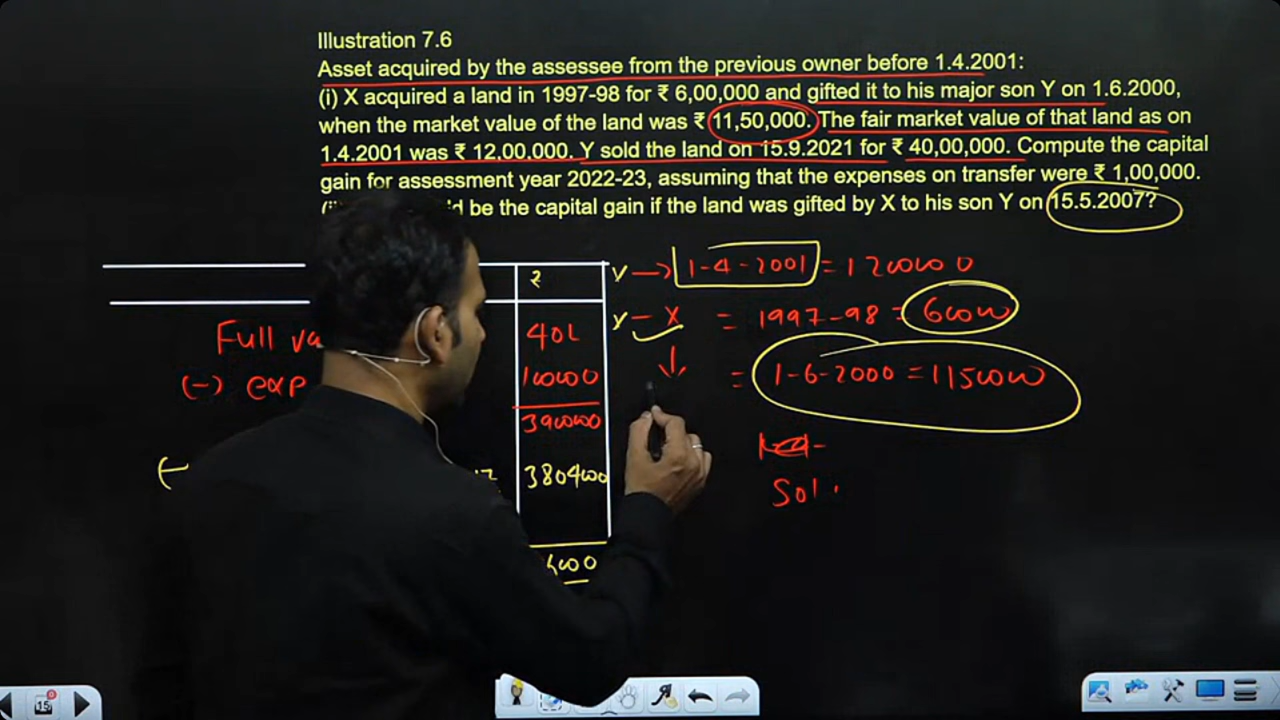 Illustration 7.6
Asset acquired by the assessee from the previous owner before 1.4.2001:
(i) X acquired a land in 1997-98 for ₹ 6,00,000 and gifted it to his major son Y on 1.6.2000,
when the market value of the land was ₹ 11,50,000. The fair market value of that land as on
1.4.2001 was ₹ 12,00,000. Y sold the land on 15.9.2021 for ₹ 40,00,000. Compute the capital
gain for assessment year 2022-23, assuming that the expenses on transfer were ₹ 1,00,000.
be the capital gain if the land was gifted by X to his son Y on 15.5.2007?
₹
Y → 1-4-2001 = 1200000
Full 40L
Y - X = 1997-98 = 600000
(-) exp 100000
↓ = 1-6-2000 = 1150000
3900000
(- 3804000
Sol.
15